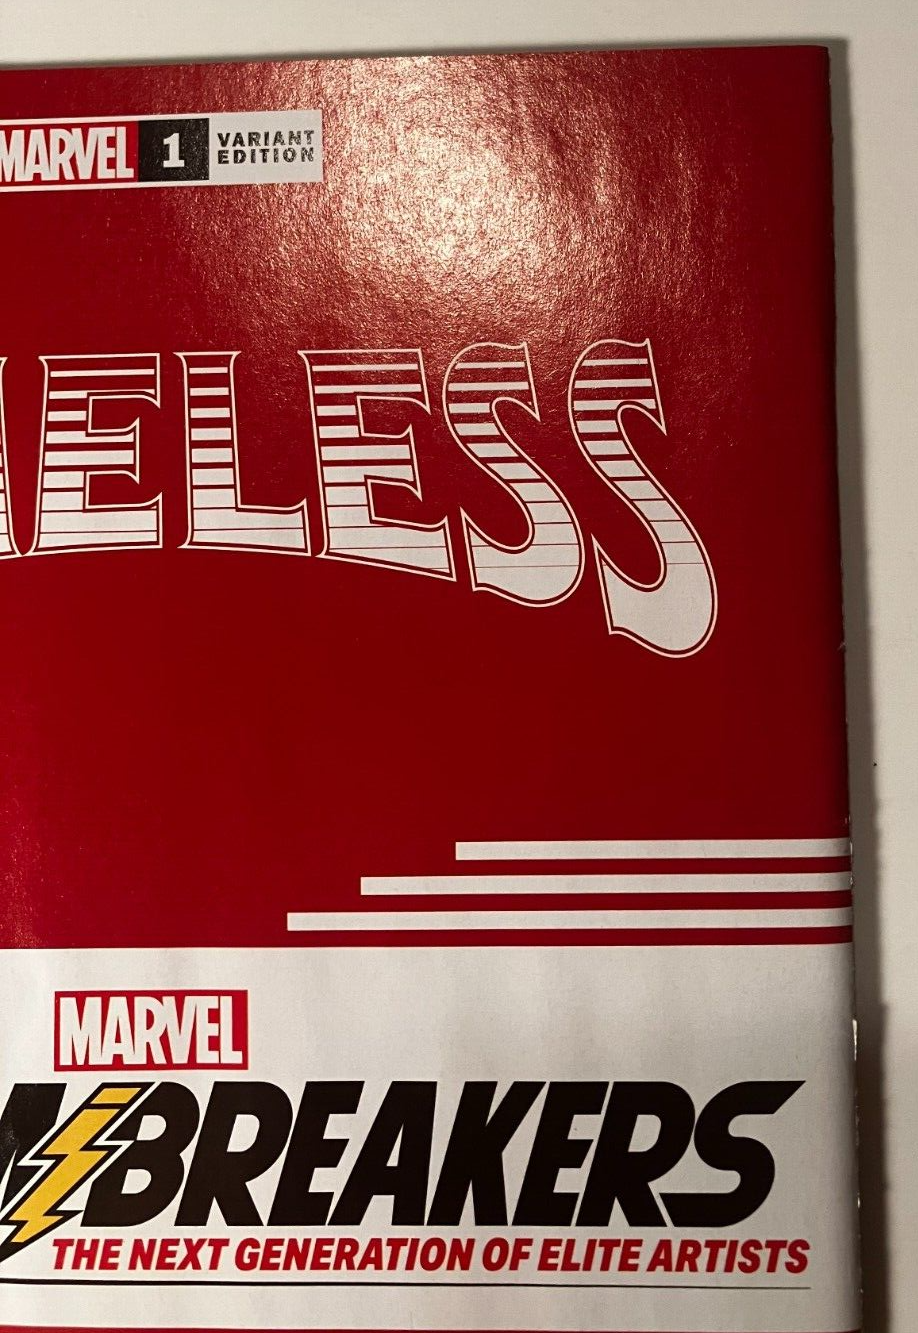 MARVEL 1 VARIANT
EDITION
ELESS
MARVEL
BREAKERS
THE NEXT GENERATION OF ELITE ARTISTS